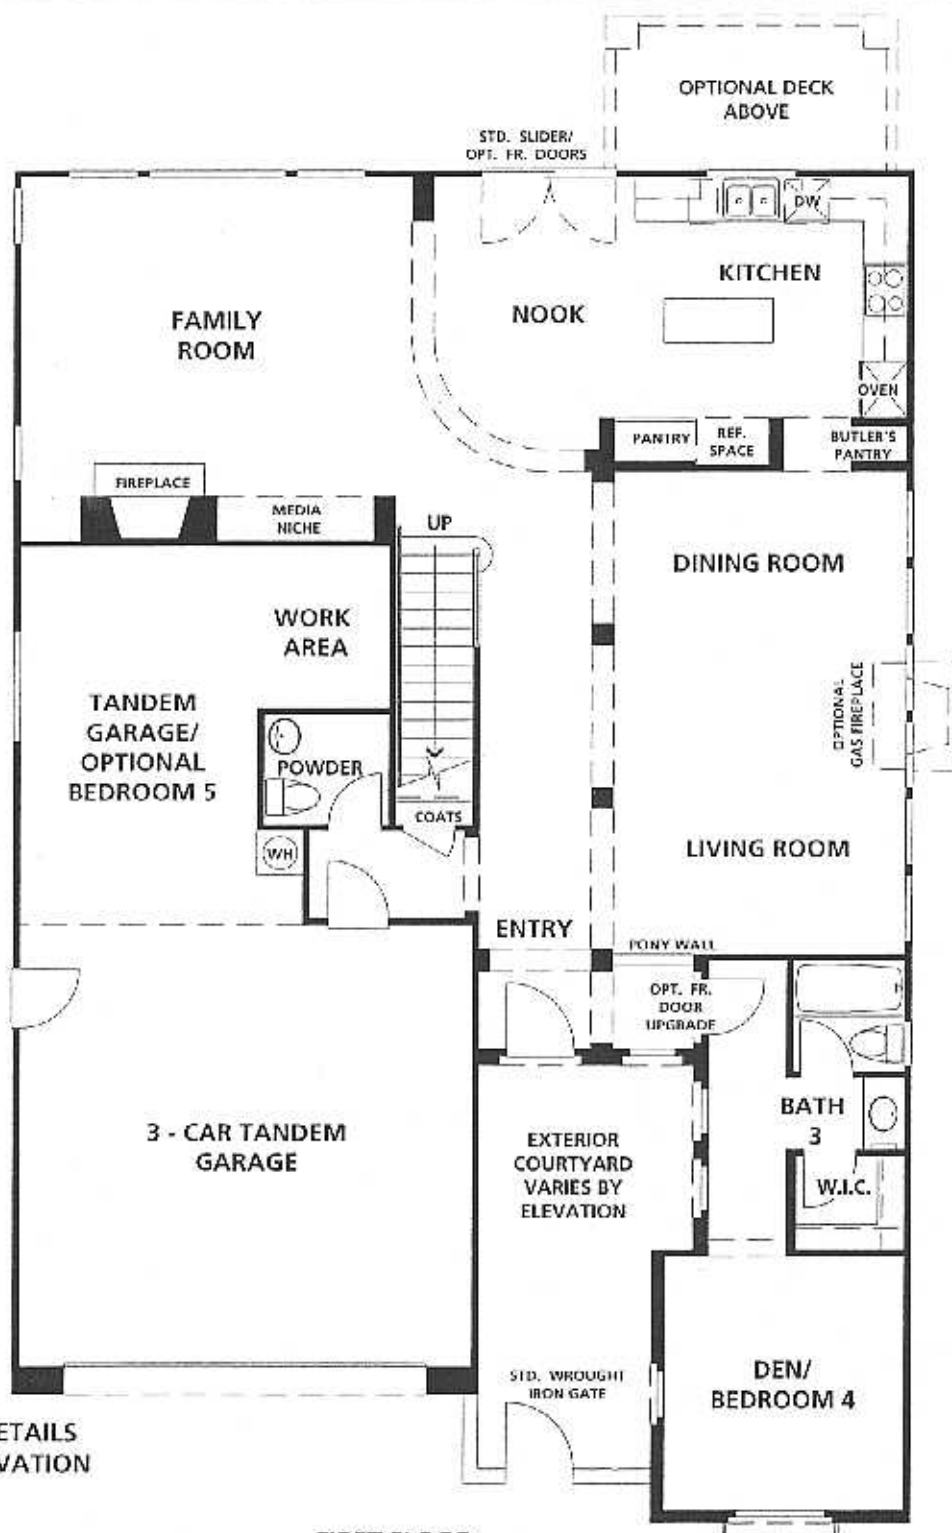 OPTIONAL DECK
ABOVE
STD. SLIDER/
OPT. FR. DOORS
DW
KITCHEN
NOOK
FAMILY
ROOM
OVEN
PANTRY
REF.
SPACE
BUTLER'S
PANTRY
FIREPLACE
MEDIA
NICHE
UP
DINING ROOM
WORK
AREA
TANDEM
GARAGE/
OPTIONAL
BEDROOM 5
OPTIONAL
GAS FIREPLACE
POWDER
COATS
WH
LIVING ROOM
ENTRY
PONY WALL
OPT. FR.
DOOR
UPGRADE
3 - CAR TANDEM
GARAGE
EXTERIOR
COURTYARD
VARIES BY
ELEVATION
BATH
3
W.I.C.
STD. WROUGHT
IRON GATE
DEN/
BEDROOM 4
ETAILS
VATION